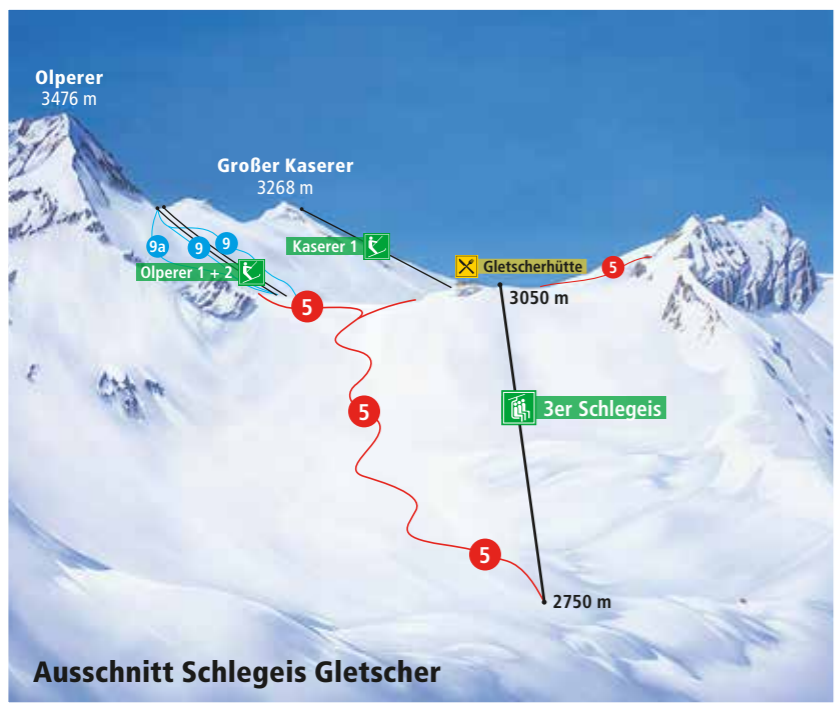 Olperer
3476 m
Großer Kaserer
3268 m
9a
9
9
Kaserer 1
Olperer 1 + 2
Gletscherhütte
5
3050 m
5
3er Schlegeis
5
5
2750 m
Ausschnitt Schlegeis Gletscher